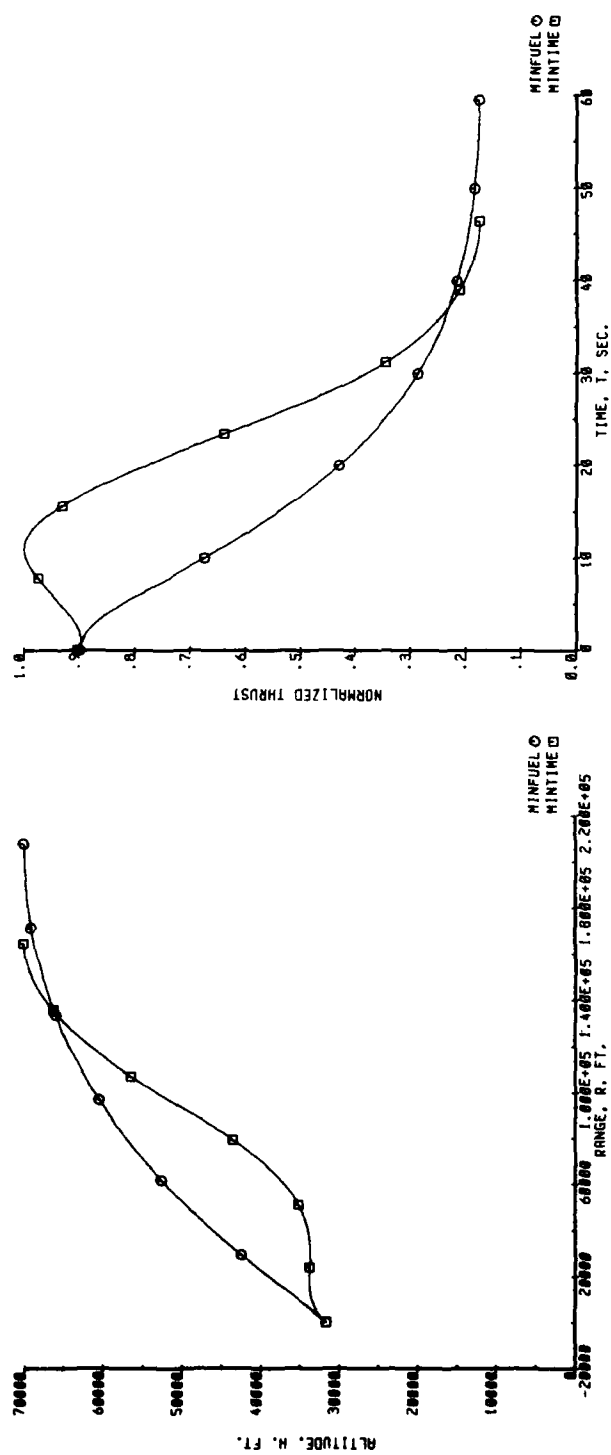 1.0
.9
.8
.7
.6
.5
.4
.3
.2
.1
0.0
NORMALIZED THRUST
0
10
20
30
40
50
60
TIME, T, SEC.
MINFUEL
MINTIME
70000
60000
50000
40000
30000
20000
10000
0
ALTITUDE, H, FT.
-20000
20000
60000
1.000E+05
1.400E+05
1.800E+05
2.200E+05
RANGE, R, FT.
MINFUEL
MINTIME